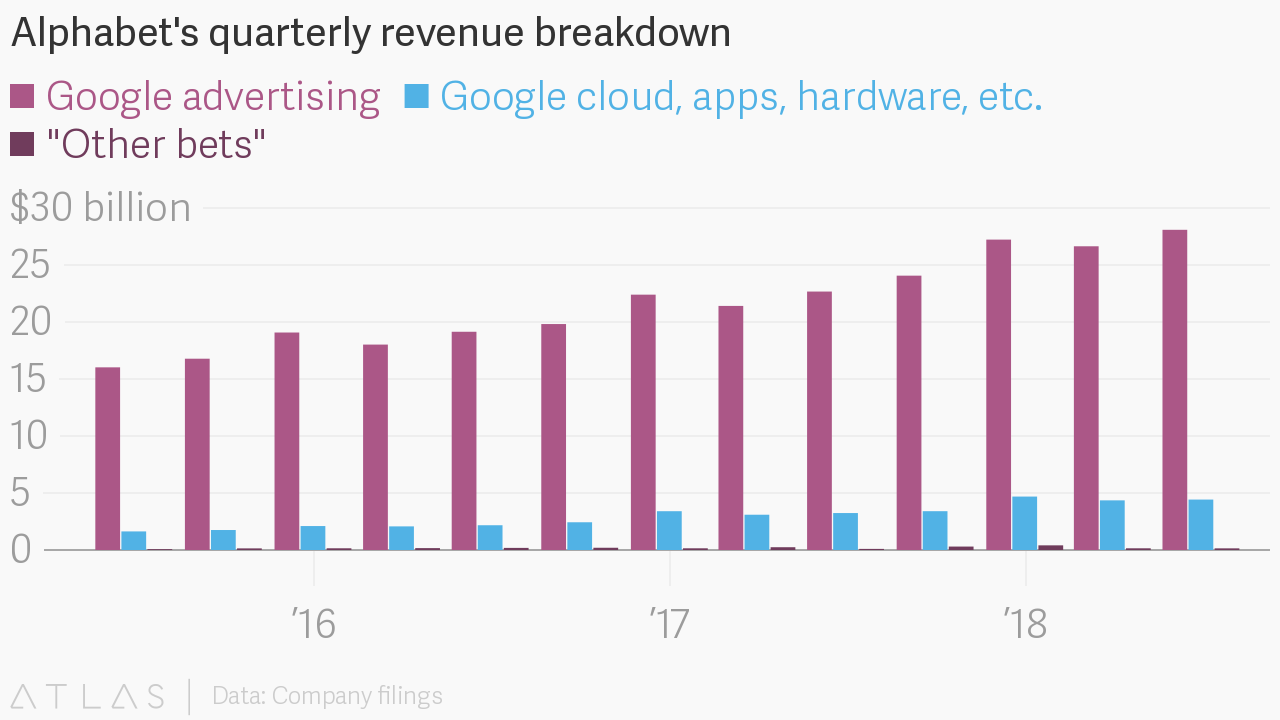 Alphabet's quarterly revenue breakdown
Google advertising Google cloud, apps, hardware, etc.
"Other bets"
$30 billion
25
20
15
10
5
0
’16 ’17 ’18
ATLAS Data: Company filings